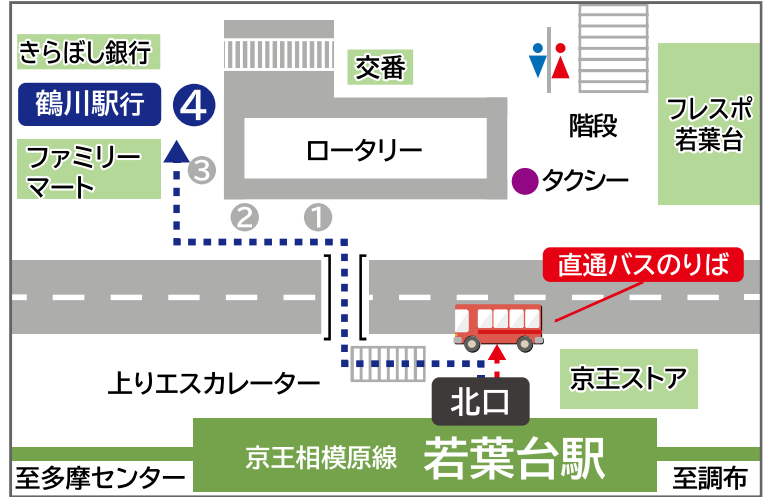 きらぼし銀行
鶴川駅行
4
交番
階段
フレスポ
若葉台
ファミリー
マート
3
ロータリー
タクシー
2
1
直通バスのりば
上りエスカレーター
京王ストア
北口
京王相模原線
若葉台駅
至多摩センター
至調布